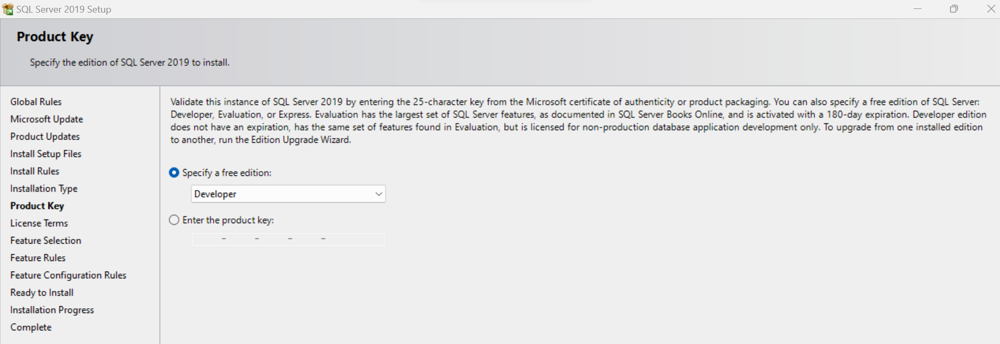 SQL Server 2019 Setup
Product Key
Specify the edition of SQL Server 2019 to install.
Global Rules
Microsoft Update
Product Updates
Install Setup Files
Install Rules
Installation Type
Product Key
License Terms
Feature Selection
Feature Rules
Feature Configuration Rules
Ready to Install
Installation Progress
Complete
Validate this instance of SQL Server 2019 by entering the 25-character key from the Microsoft certificate of authenticity or product packaging. You can also specify a free edition of SQL Server:
Developer, Evaluation, or Express. Evaluation has the largest set of SQL Server features, as documented in SQL Server Books Online, and is activated with a 180-day expiration. Developer edition
does not have an expiration, has the same set of features found in Evaluation, but is licensed for non-production database application development only. To upgrade from one installed edition
to another, run the Edition Upgrade Wizard.
Specify a free edition:
Developer
Enter the product key:
- - - -